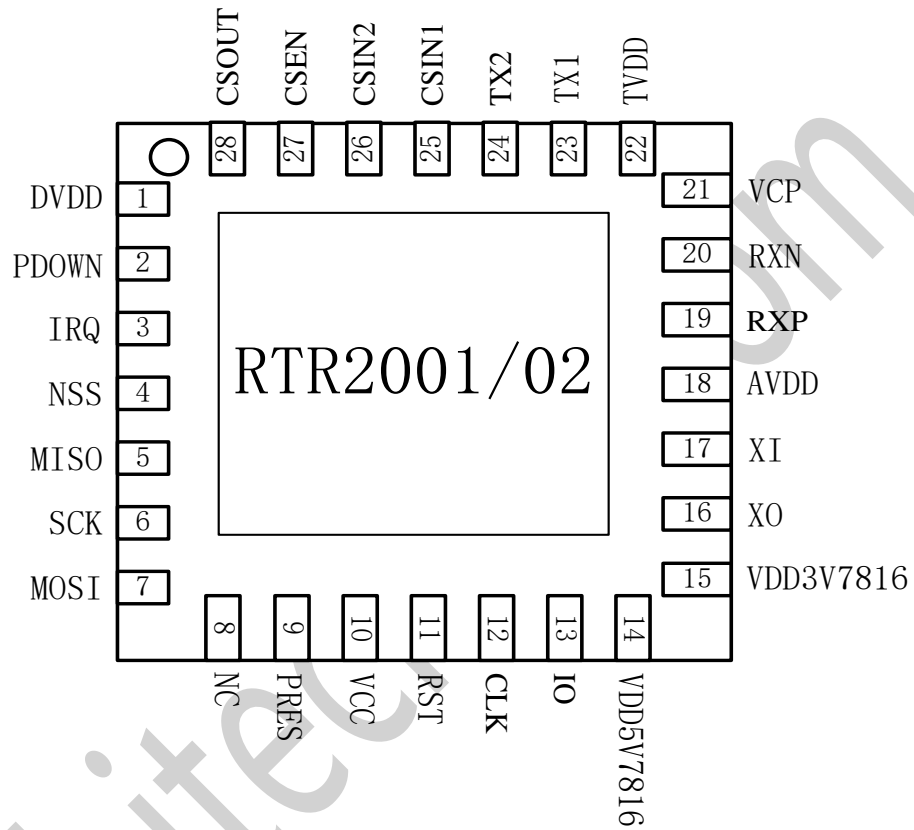 CSOUT CSEN CSIN2 CSIN1 TX2 TX1 TVDD
28 27 26 25 24 23 22
DVDD 1
PDOWN 2
IRQ 3
NSS 4
MISO 5
SCK 6
MOSI 7
RTR2001/02
21 VCP
20 RXN
19 RXP
18 AVDD
17 XI
16 XO
15 VDD3V7816
8 9 10 11 12 13 14
NC PRES VCC RST CLK IO VDD5V7816